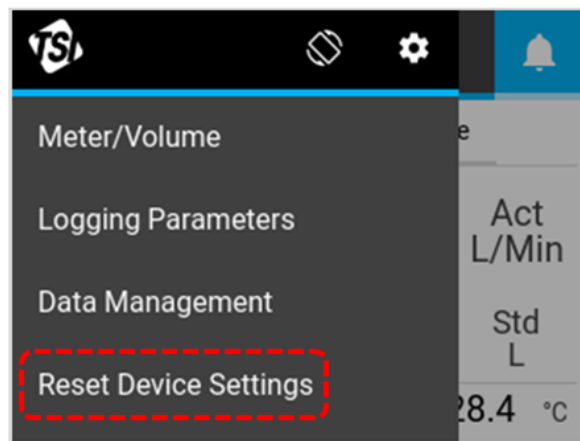 TSI
Meter/Volume
e
Logging Parameters
Act
L/Min
Data Management
Std
L
Reset Device Settings
28.4 °C